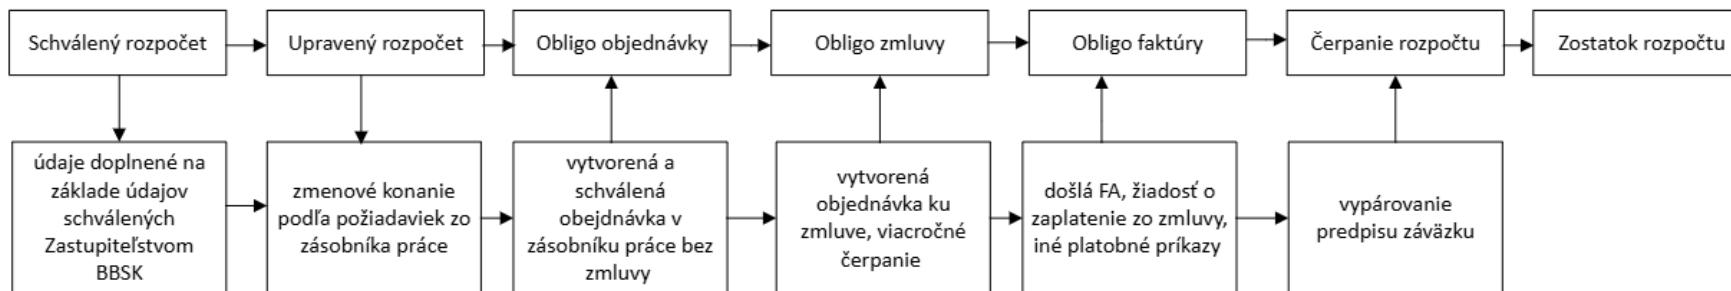 Schválený rozpočet
Upravený rozpočet
Obligo objednávky
Obligo zmluvy
Obligo faktúry
Čerpanie rozpočtu
Zostatok rozpočtu
údaje doplnené na
základe údajov
schválených
Zastupiteľstvom
BBSK
zmenové konanie
podľa požiadaviek zo
zásobníka práce
vytvorená a
schválená
obejdnávka v
zásobníku práce bez
zmluvy
vytvorená
objednávka ku
zmluve, viacročné
čerpanie
došlá FA, žiadosť o
zaplatenie zo zmluvy,
iné platobné príkazy
vypárovanie
predpisu záväzku